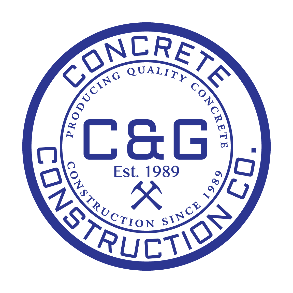 CONCRETE
PRODUCING QUALITY CONCRETE
C&G
Est. 1989
CONSTRUCTION SINCE 1989
CONSTRUCTION CO.